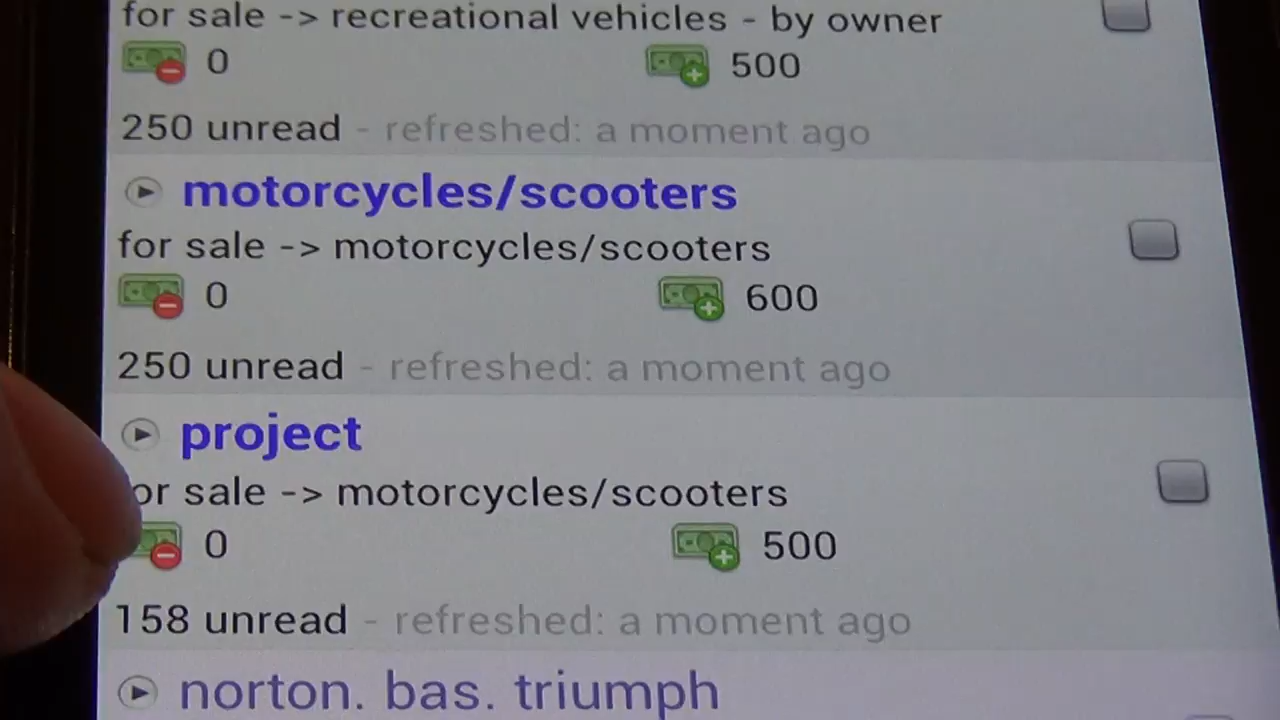 for sale -> recreational vehicles - by owner
0 500
250 unread - refreshed: a moment ago
motorcycles/scooters
for sale -> motorcycles/scooters
0 600
250 unread - refreshed: a moment ago
project
or sale -> motorcycles/scooters
0 500
158 unread - refreshed: a moment ago
norton. bas. triumph